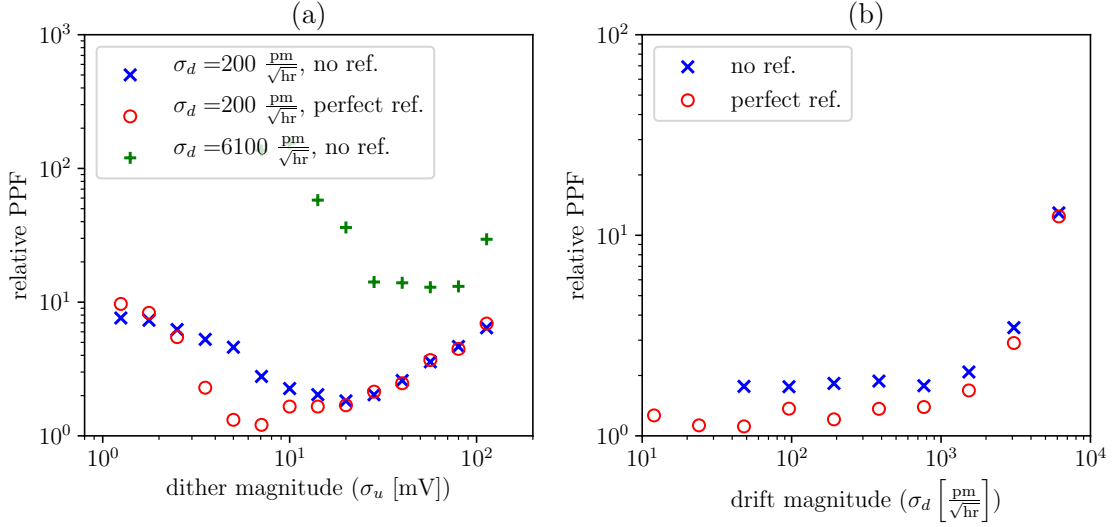 (a)
10^3
10^2
10^1
10^0
relative PPF
σ_d =200 pm/√hr, no ref.
σ_d =200 pm/√hr, perfect ref.
σ_d =6100 pm/√hr, no ref.
10^0
10^1
10^2
dither magnitude (σ_u [mV])
(b)
10^2
10^1
10^0
relative PPF
no ref.
perfect ref.
10^1
10^2
10^3
10^4
drift magnitude (σ_d [pm/√hr])